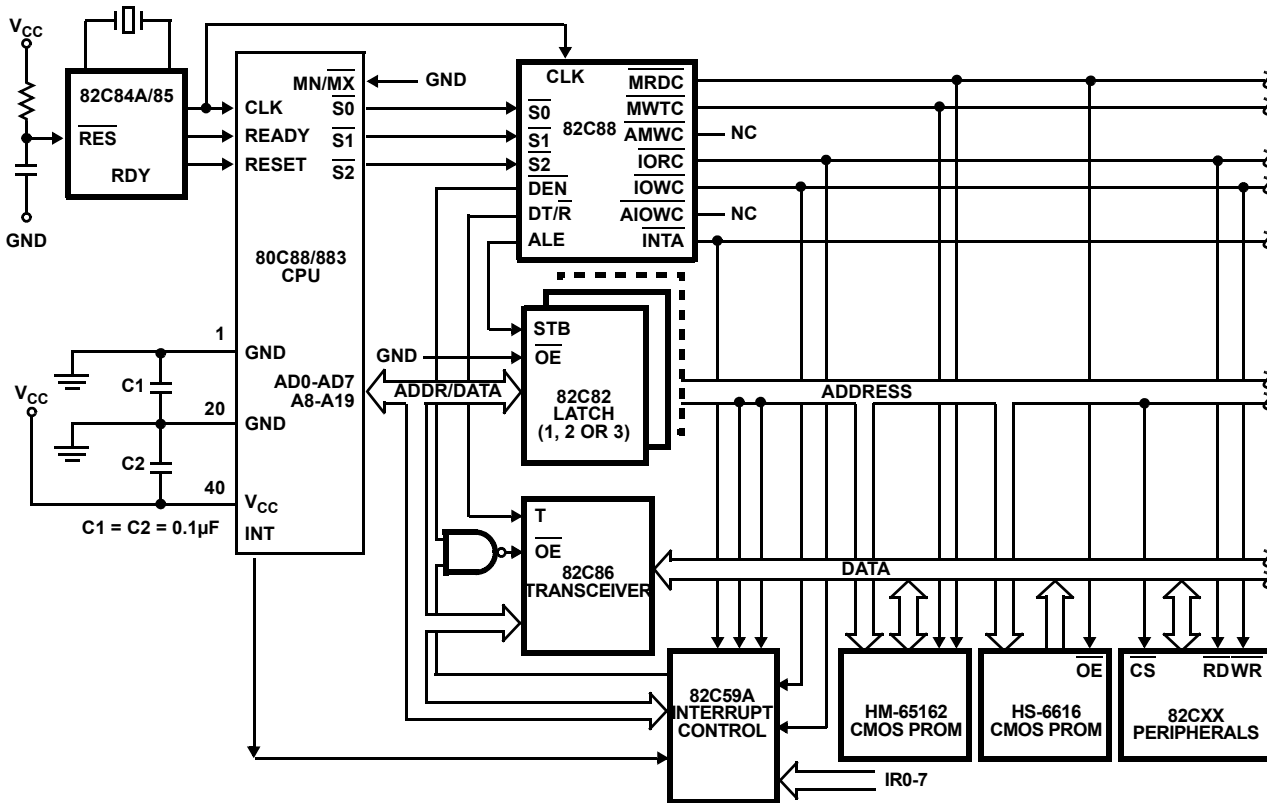 VCC
82C84A/85
RES
RDY
GND
MN/MX
GND
CLK
READY
RESET
S0
S1
S2
80C88/883
CPU
1
GND
C1
VCC
20
GND
C2
40
VCC
C1 = C2 = 0.1µF
INT
AD0-AD7
A8-A19
ADDR/DATA
CLK
82C88
S0
S1
S2
DEN
DT/R
ALE
MRDC
MWTC
AMWC
NC
IORC
IOWC
AIOWC
NC
INTA
STB
GND
OE
82C82
LATCH
(1, 2 OR 3)
ADDRESS
T
OE
82C86
TRANSCEIVER
DATA
82C59A
INTERRUPT
CONTROL
IR0-7
HM-65162
CMOS PROM
OE
HS-6616
CMOS PROM
CS
RD WR
82CXX
PERIPHERALS